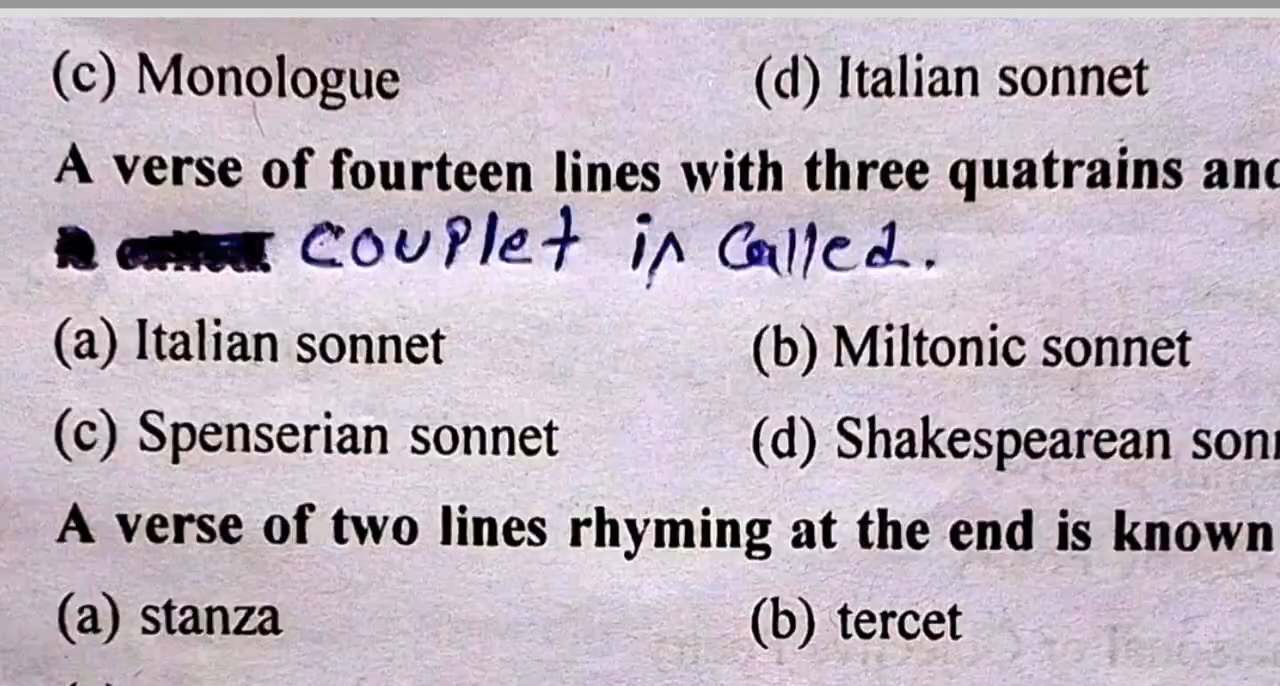 (c) Monologue (d) Italian sonnet
A verse of fourteen lines with three quatrains and
couplet is called.
(a) Italian sonnet (b) Miltonic sonnet
(c) Spenserian sonnet (d) Shakespearean son
A verse of two lines rhyming at the end is known
(a) stanza (b) tercet